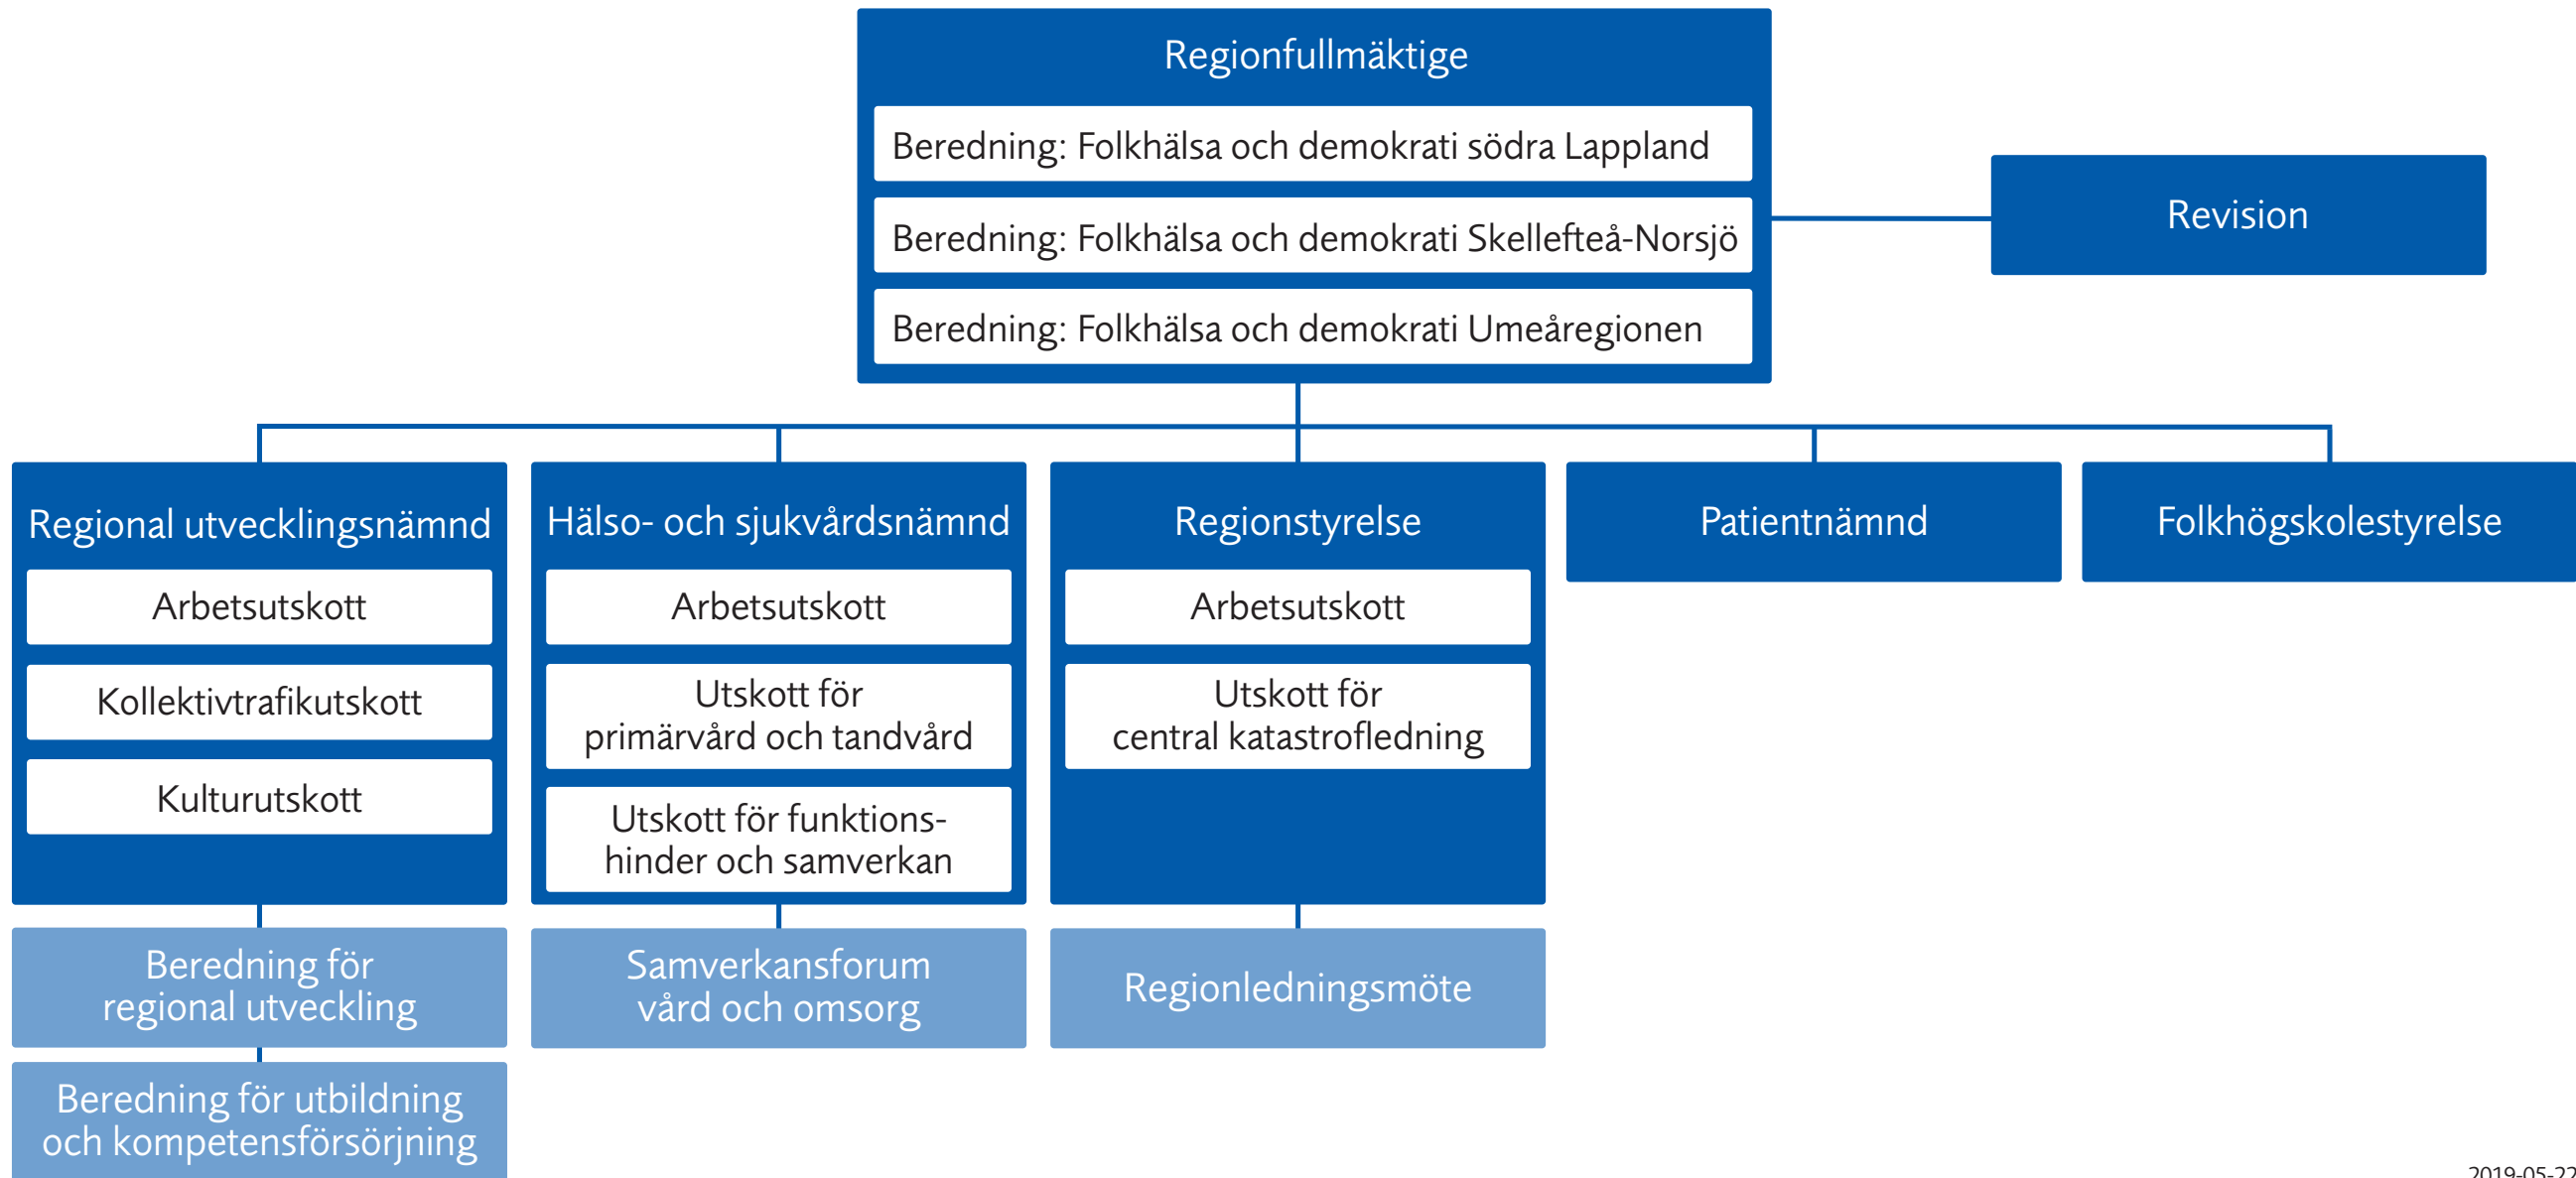 Regionfullmäktige
Beredning: Folkhälsa och demokrati södra Lappland
Beredning: Folkhälsa och demokrati Skellefteå-Norsjö
Beredning: Folkhälsa och demokrati Umeåregionen
Revision
Regional utvecklingsnämnd
Arbetsutskott
Kollektivtrafikutskott
Kulturutskott
Beredning för
regional utveckling
Beredning för utbildning
och kompetensförsörjning
Hälso- och sjukvårdsnämnd
Arbetsutskott
Utskott för
primärvård och tandvård
Utskott för funktions-
hinder och samverkan
Samverkansforum
vård och omsorg
Regionstyrelse
Arbetsutskott
Utskott för
central katastrofledning
Regionledningsmöte
Patientnämnd
Folkhögskolestyrelse
2019-05-22